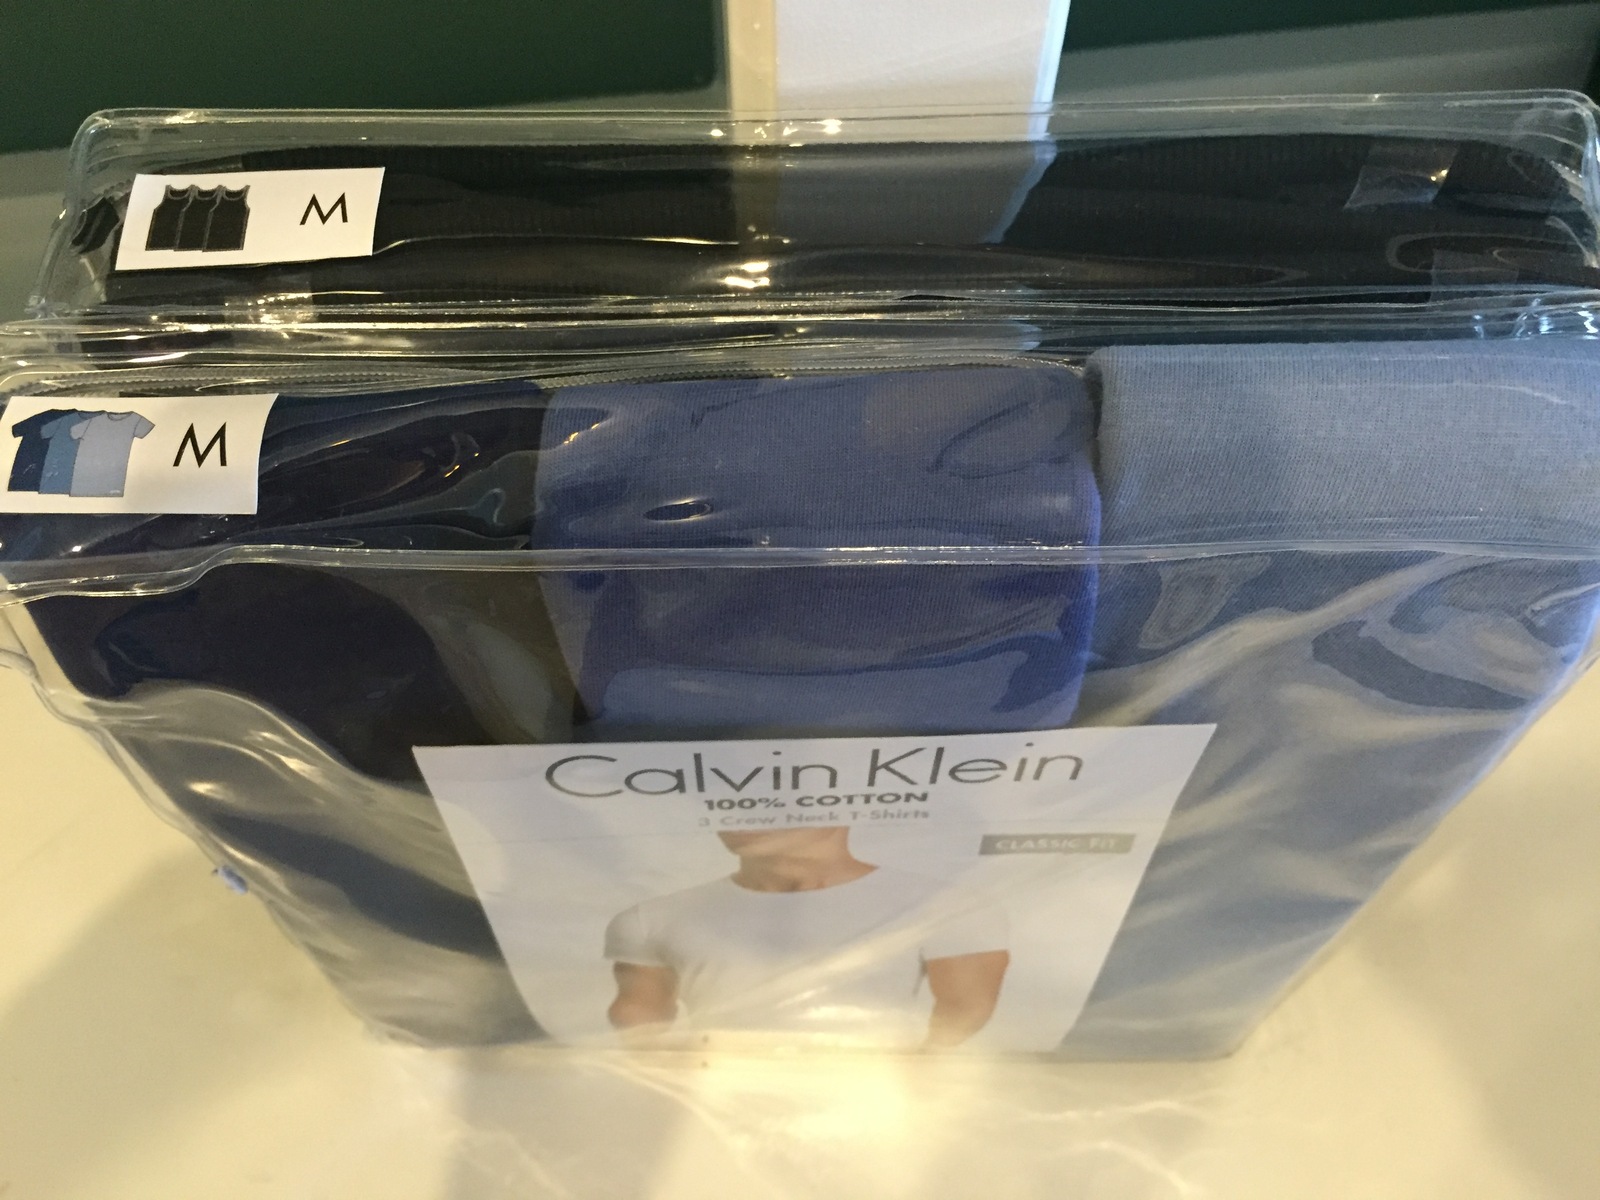 M
M
Calvin Klein
100% COTTON
3 Crew Neck T-Shirts
CLASSIC FIT